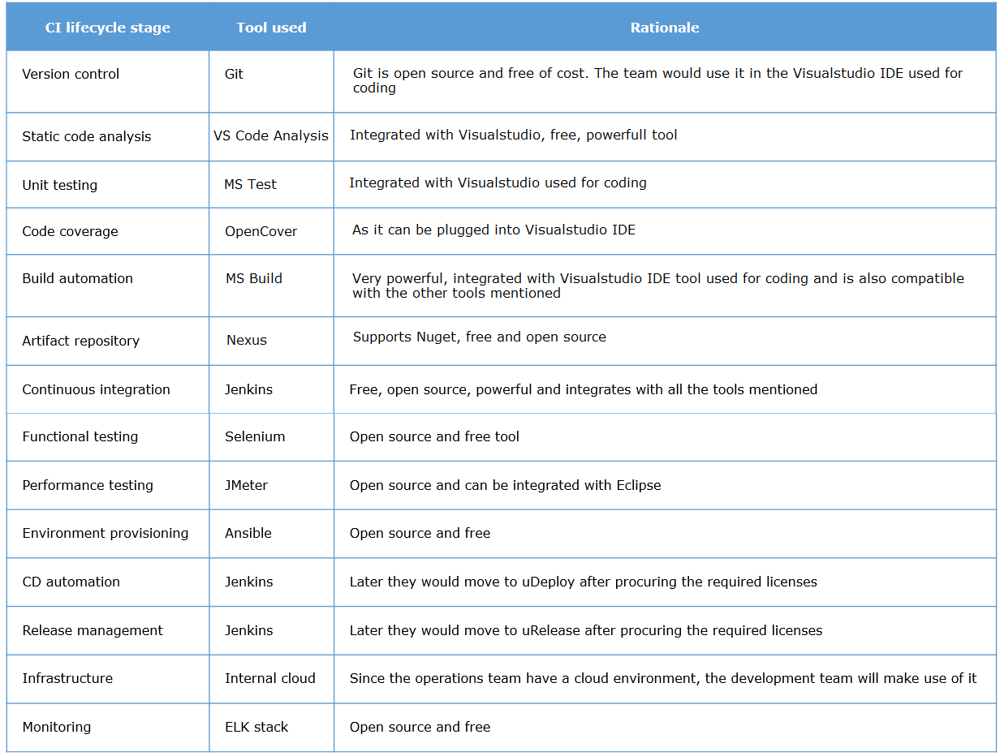 CI lifecycle stage Tool used Rationale
Version control Git Git is open source and free of cost. The team would use it in the Visualstudio IDE used for
coding
Static code analysis VS Code Analysis Integrated with Visualstudio, free, powerfull tool
Unit testing MS Test Integrated with Visualstudio used for coding
Code coverage OpenCover As it can be plugged into Visualstudio IDE
Build automation MS Build Very powerful, integrated with Visualstudio IDE tool used for coding and is also compatible
with the other tools mentioned
Artifact repository Nexus Supports Nuget, free and open source
Continuous integration Jenkins Free, open source, powerful and integrates with all the tools mentioned
Functional testing Selenium Open source and free tool
Performance testing JMeter Open source and can be integrated with Eclipse
Environment provisioning Ansible Open source and free
CD automation Jenkins Later they would move to uDeploy after procuring the required licenses
Release management Jenkins Later they would move to uRelease after procuring the required licenses
Infrastructure Internal cloud Since the operations team have a cloud environment, the development team will make use of it
Monitoring ELK stack Open source and free